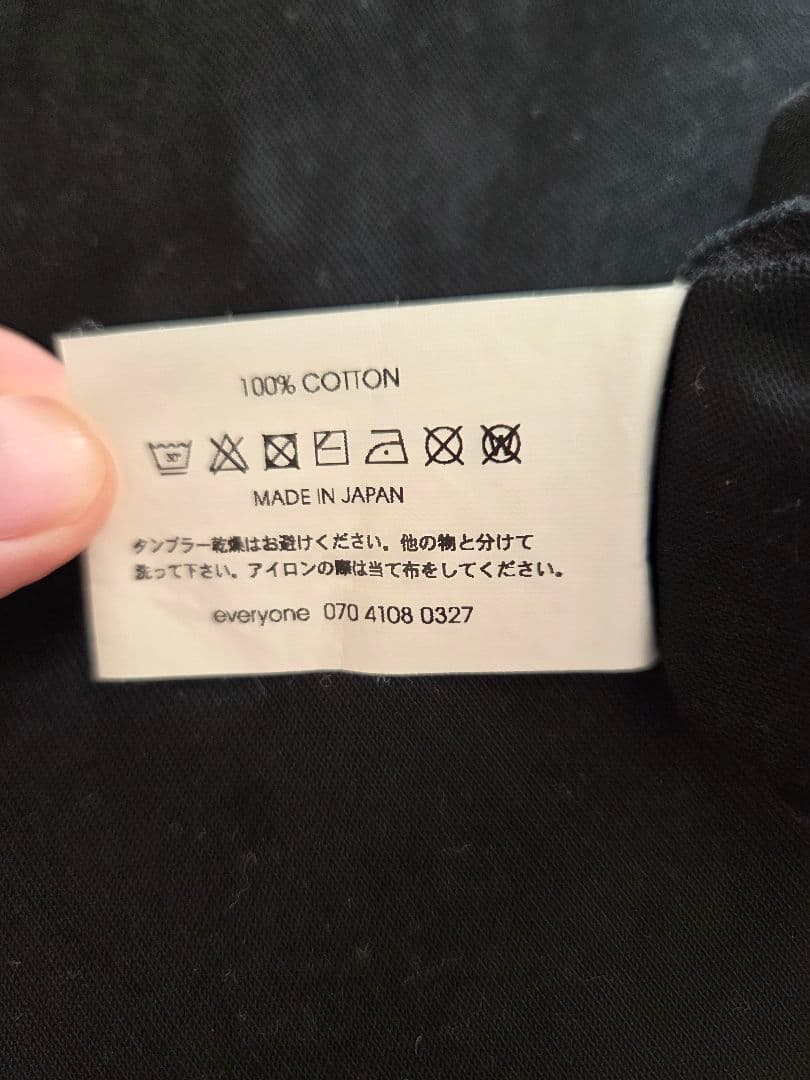 100% COTTON
30°
W
MADE IN JAPAN
タンブラー乾燥はお避けください。他の物と分けて
洗って下さい。アイロンの際は当て布をしてください。
everyone 070 4108 0327